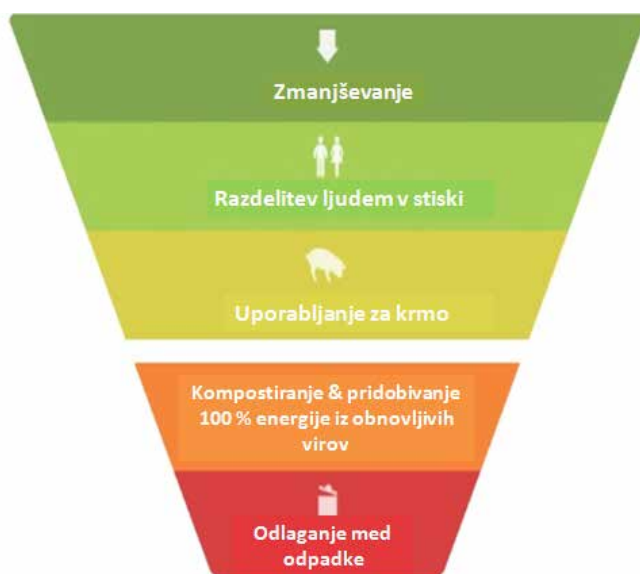 Zmanjševanje
Razdelitev ljudem v stiski
Uporabljanje za krmo
Kompostiranje & pridobivanje
100 % energije iz obnovljivih
virov
Odlaganje med
odpadke